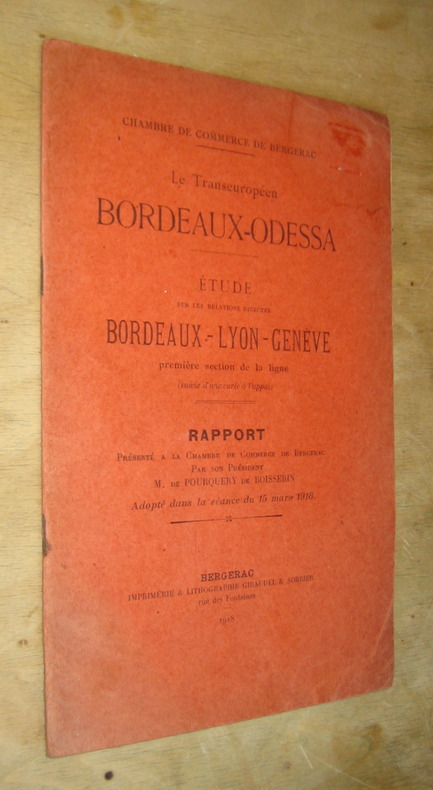 CHAMBRE DE COMMERCE DE BERGERAC
Le Transeuropéen
BORDEAUX-ODESSA
ÉTUDE
SUR LES RELATIONS DIRECTES
BORDEAUX-LYON-GENÉVE
première section de la ligne
(suivie d'une carte à l'appui)
RAPPORT
PRÉSENTÉ A LA CHAMBRE DE COMMERCE DE BERGERAC
PAR SON PRÉSIDENT
M. DE POURQUERY DE BOISSERIN
Adopté dans la séance du 15 mars 1918.
BERGERAC
IMPRIMERIE & LITHOGRAPHIE GIRAUDEL & SORBIER
rue des Fontaines
1918